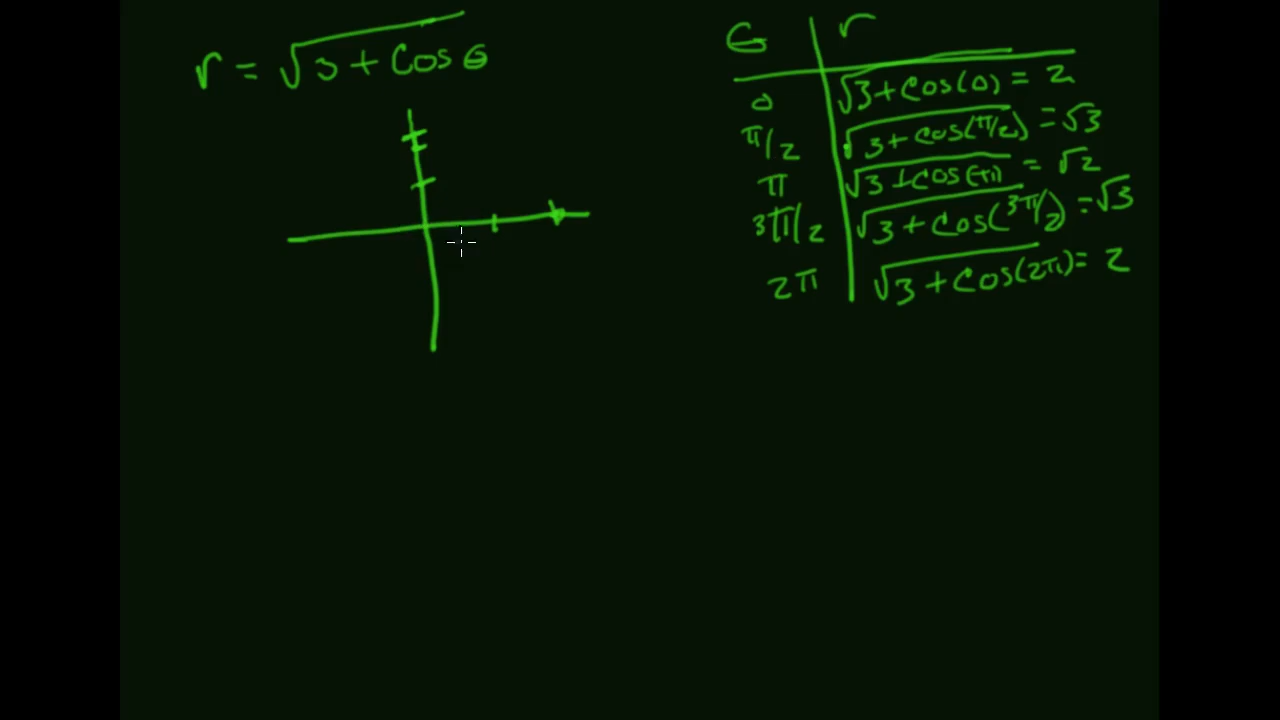 r = √3 + Cos θ
θ r
0 √3 + Cos(0) = 2
π/2 √3 + Cos(π/2) = √3
π √3 + Cos(π) = √2
3π/2 √3 + Cos(3π/2) = √3
2π √3 + Cos(2π) = 2